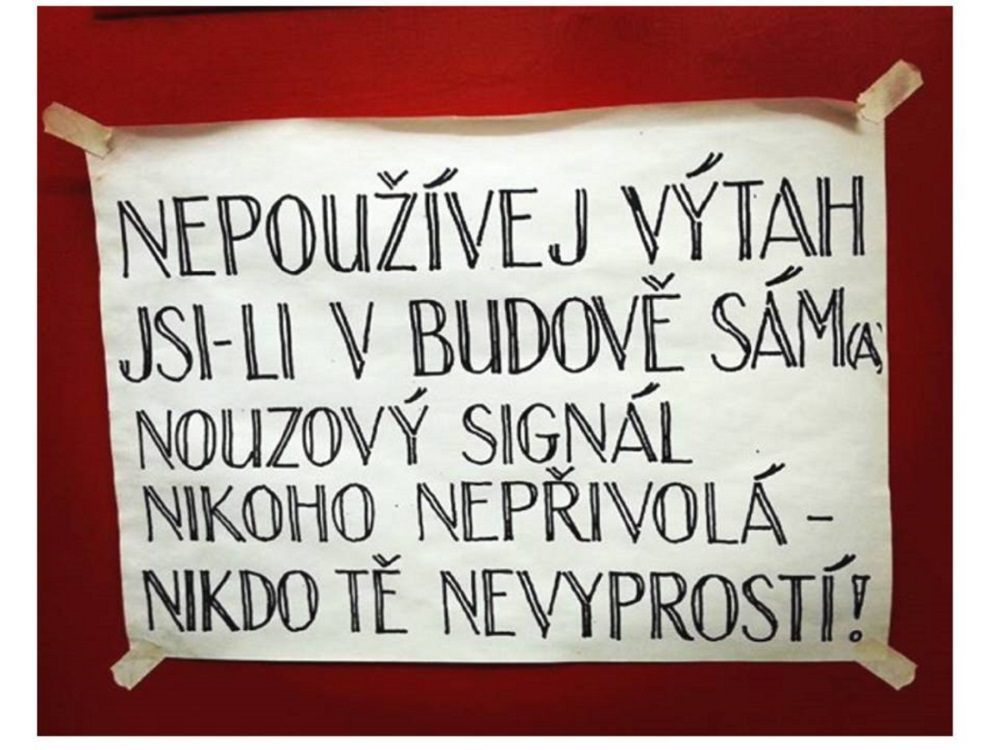 NEPOUŽÍVEJ VÝTAH
JSI-LI V BUDOVĚ SÁM(A)
NOUZOVÝ SIGNÁL
NIKOHO NEPŘIVOLÁ -
NIKDO TĚ NEVYPROSTÍ!